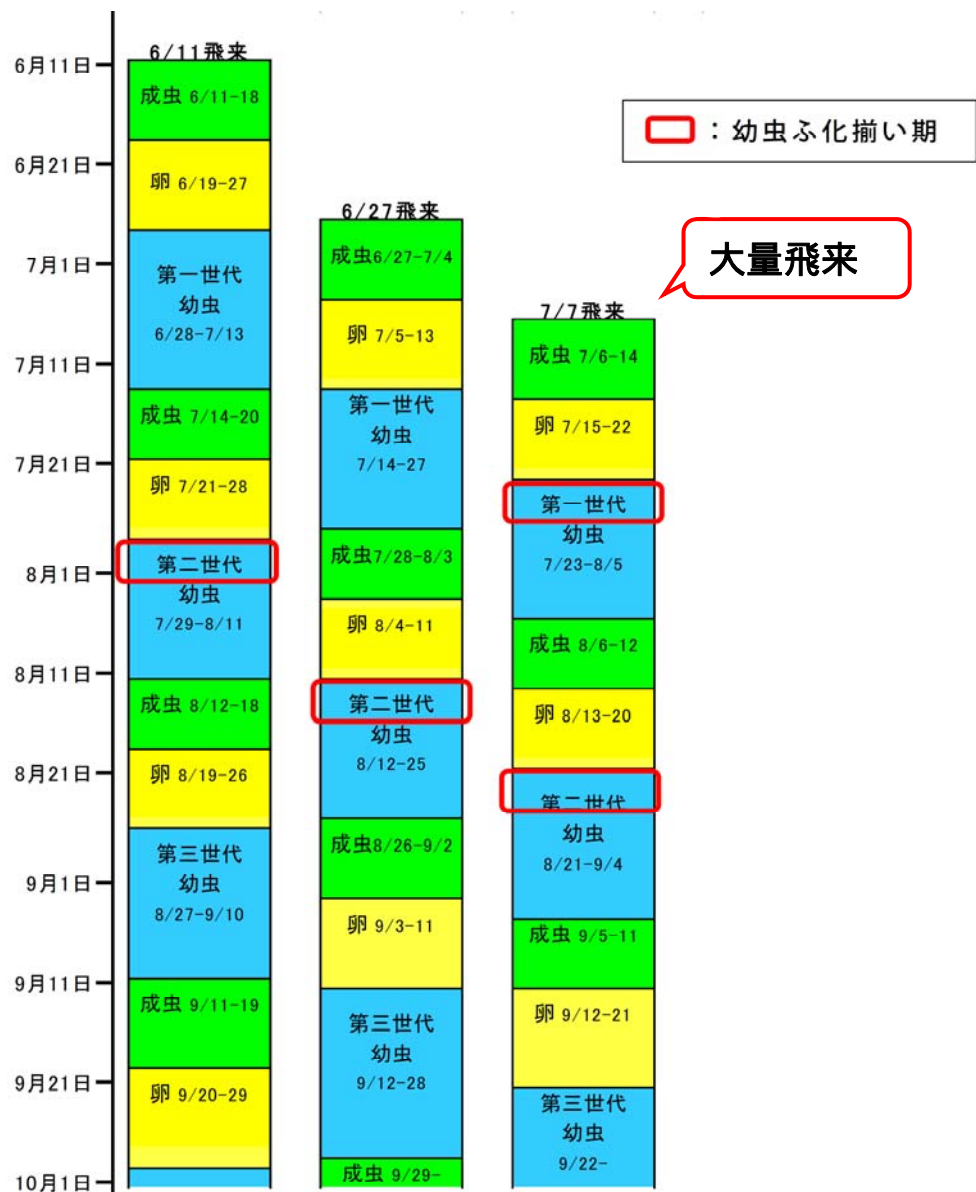 6月11日
6月21日
7月1日
7月11日
7月21日
8月1日
8月11日
8月21日
9月1日
9月11日
9月21日
10月1日
6/11飛来
成虫 6/11-18
卵 6/19-27
第一世代
幼虫
6/28-7/13
成虫 7/14-20
卵 7/21-28
第二世代
幼虫
7/29-8/11
成虫 8/12-18
卵 8/19-26
第三世代
幼虫
8/27-9/10
成虫 9/11-19
卵 9/20-29
6/27飛来
成虫6/27-7/4
卵 7/5-13
第一世代
幼虫
7/14-27
成虫7/28-8/3
卵 8/4-11
第二世代
幼虫
8/12-25
成虫8/26-9/2
卵 9/3-11
第三世代
幼虫
9/12-28
成虫 9/29-
7/7飛来
成虫 7/6-14
卵 7/15-22
第一世代
幼虫
7/23-8/5
成虫 8/6-12
卵 8/13-20
第二世代
幼虫
8/21-9/4
成虫 9/5-11
卵 9/12-21
第三世代
幼虫
9/22-
：幼虫ふ化揃い期
大量飛来